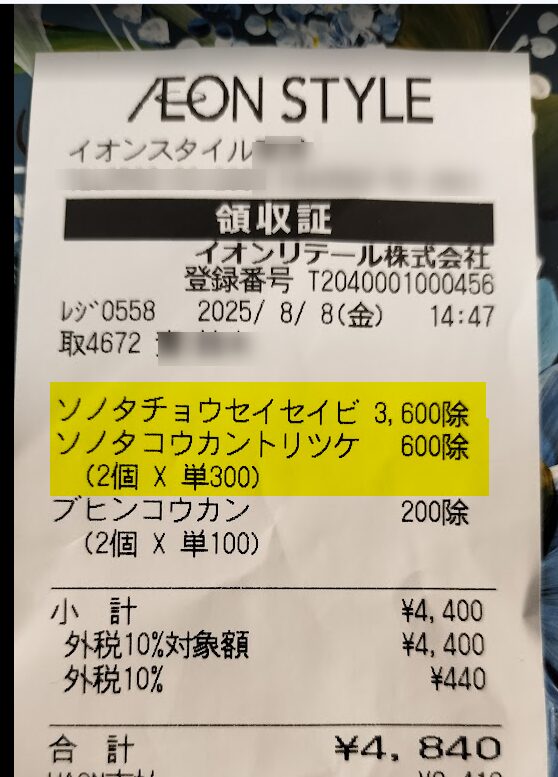 ÆON STYLE
イオンスタイル
領収証
イオンリテール株式会社
登録番号 T2040001000456
ﾚｼﾞ0558 2025/ 8/ 8(金) 14:47
取4672
ソノタチョウセイセイビ 3,600除
ソノタコウカントリツケ 600除
(2個 X 単300)
ブヒンコウカン 200除
(2個 X 単100)
小 計 ¥4,400
外税10%対象額 ¥4,400
外税10% ¥440
合 計 ¥4,840